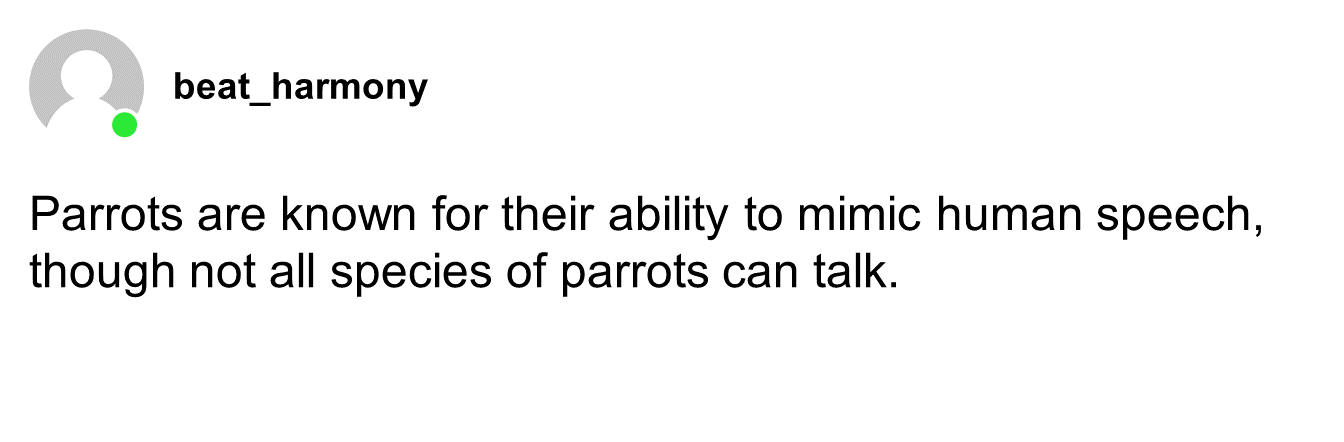 beat_harmony
Parrots are known for their ability to mimic human speech,
though not all species of parrots can talk.